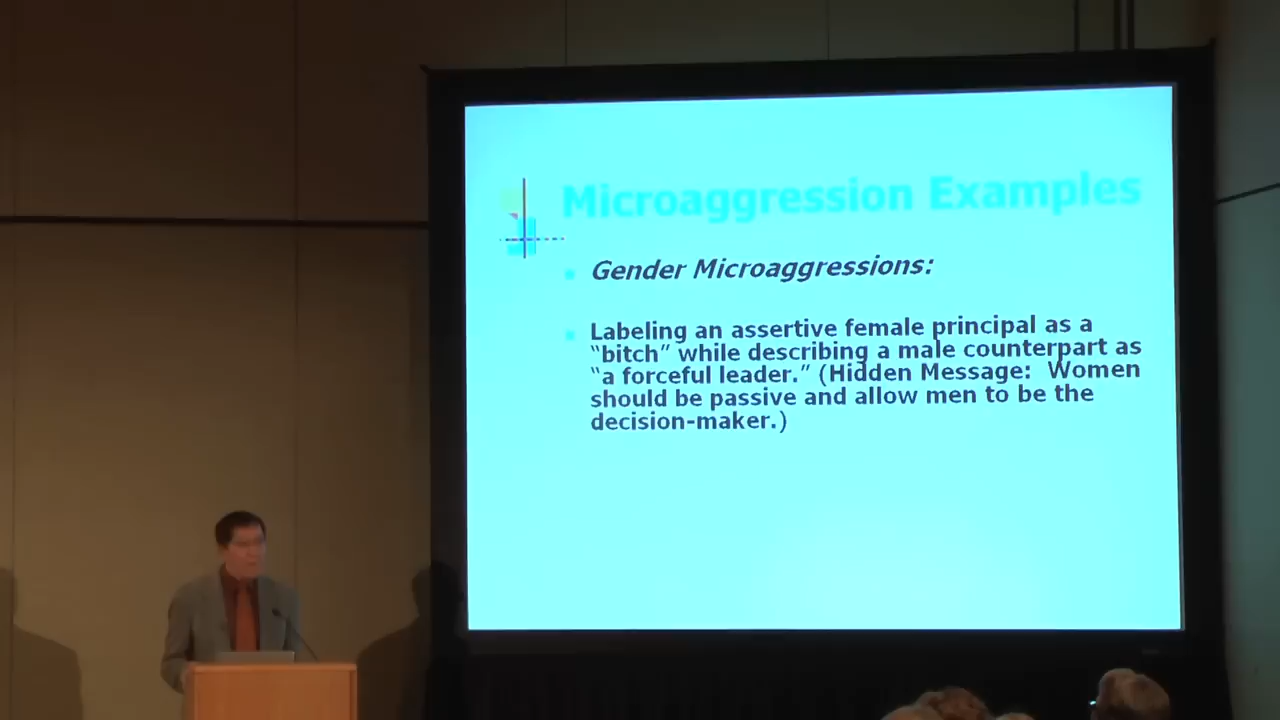 Microaggression Examples
Gender Microaggressions:
Labeling an assertive female principal as a
“bitch” while describing a male counterpart as
“a forceful leader.” (Hidden Message:  Women
should be passive and allow men to be the
decision-maker.)